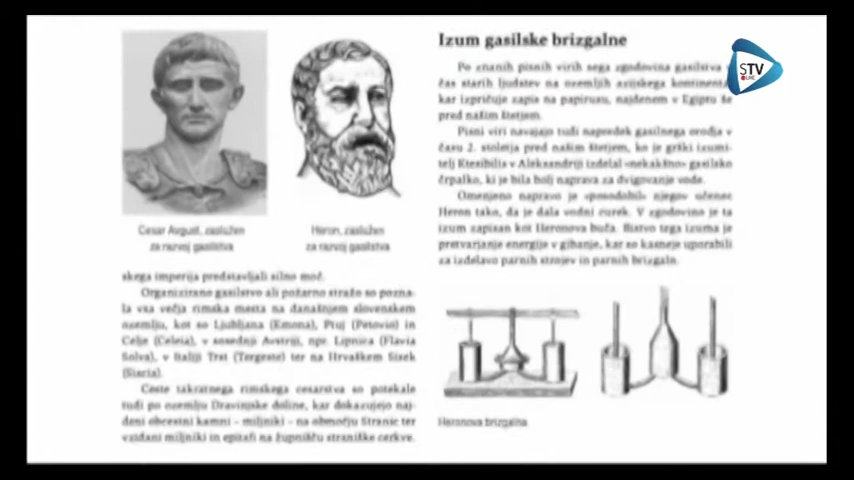 Cesar Avgust, zaslužen
za razvoj gasilstva
Heron, zaslužen
za razvoj gasilstva
skega imperija predstavljali silno moč.
Organizirano gasilstvo ali požarno stražo so pozna-
la vsa večja rimska mesta na današnjem slovenskem
ozemlju, kot so Ljubljana (Emona), Ptuj (Petovio) in
Celje (Celeia), v sosednji Avstriji, npr. Lipnica (Flavia
Solva), v Italiji Trst (Tergeste) ter na Hrvaškem Sisek
(Siscia).
Ceste takratnega rimskega cesarstva so potekale
tudi po ozemlju Dravinjske doline, kar dokazujejo naj-
deni obcestni kamni – miljniki – na območju Stranic ter
vzidani miljniki in epitafi na župnišču straniške cerkve.
Izum gasilske brizgalne
Po znanih pisnih virih sega zgodovina gasilstva v
čas starih ljudstev na ozemljih azijskega kontinenta,
kar izpričuje zapis na papirusu, najdenem v Egiptu še
pred našim štetjem.
Pisni viri navajajo tudi napredek gasilnega orodja v
času 2. stoletja pred našim štetjem, ko je grški izumi-
telj Ktesibilis v Aleksandriji izdelal »nekakšno« gasilsko
črpalko, ki je bila bolj naprava za dvigovanje vode.
Omenjeno napravo je »posodobil« njegov učenec
Heron tako, da je dala vodni curek. V zgodovino je ta
izum zapisan kot Heronova buča. Bistvo tega izuma je
pretvarjanje energije v gibanje, kar so kasneje uporabili
za izdelavo parnih strojev in parnih brizgaln.
Heronova brizgalna
STV
LIVE